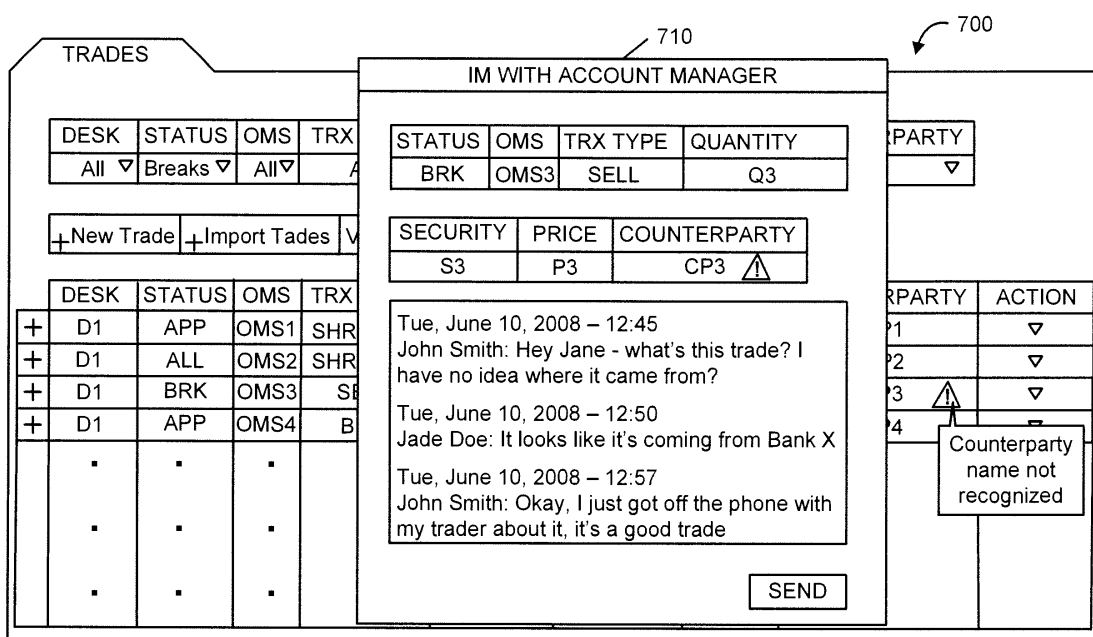 700
710
TRADES
IM WITH ACCOUNT MANAGER
DESK STATUS OMS TRX RPARTY
All Breaks All
STATUS OMS TRX TYPE QUANTITY
BRK OMS3 SELL Q3
+New Trade +Import Tades V
SECURITY PRICE COUNTERPARTY
S3 P3 CP3 !
DESK STATUS OMS TRX RPARTY ACTION
+ D1 APP OMS1 SHR P1
+ D1 ALL OMS2 SHR P2
+ D1 BRK OMS3 SE P3 !
+ D1 APP OMS4 B P4
Tue, June 10, 2008 – 12:45
John Smith: Hey Jane - what's this trade? I
have no idea where it came from?
Tue, June 10, 2008 – 12:50
Jade Doe: It looks like it's coming from Bank X
Tue, June 10, 2008 – 12:57
John Smith: Okay, I just got off the phone with
my trader about it, it's a good trade
Counterparty
name not
recognized
SEND